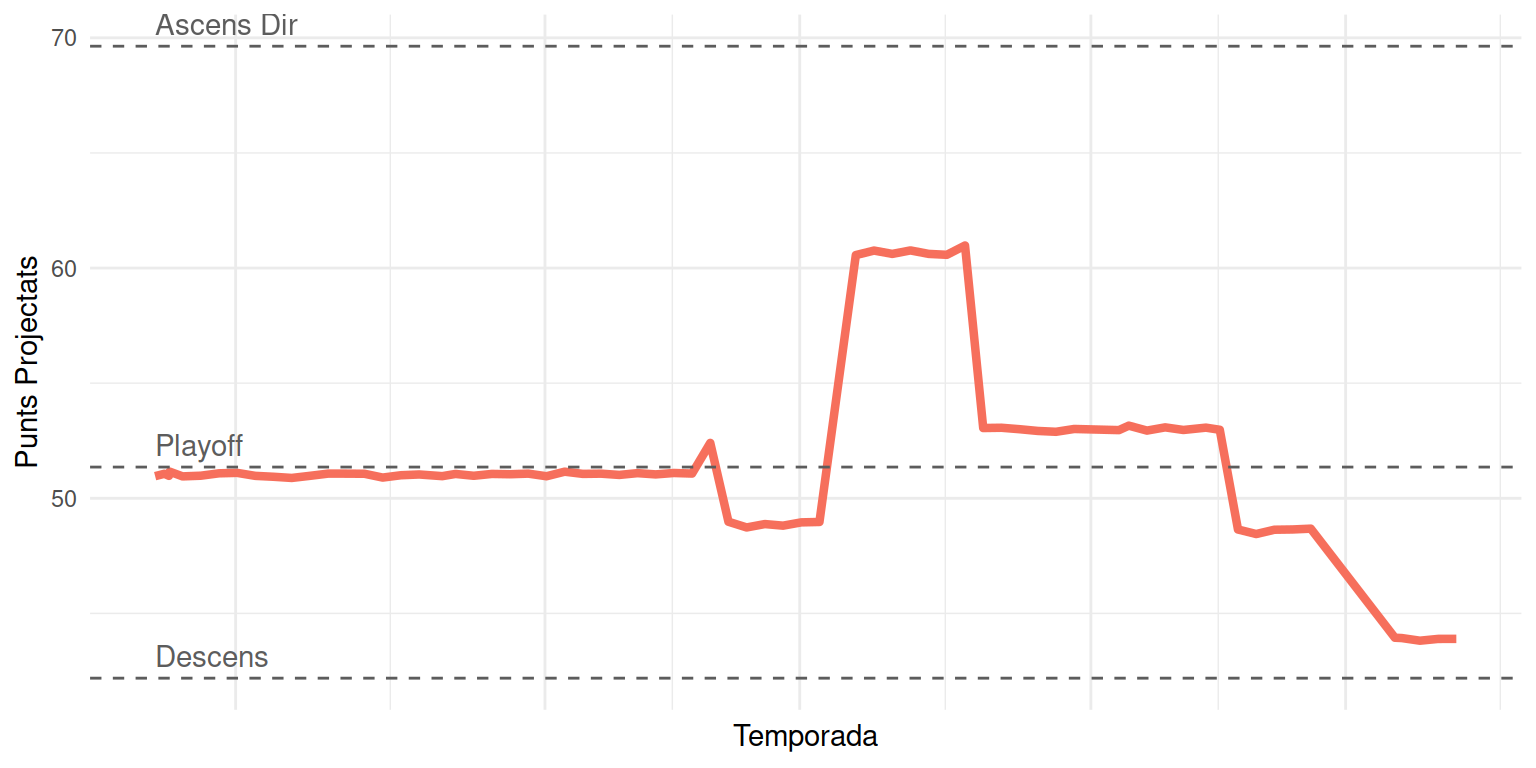 Ascens Dir
70
60
Playoff
50
Descens
Punts Projectats
Temporada